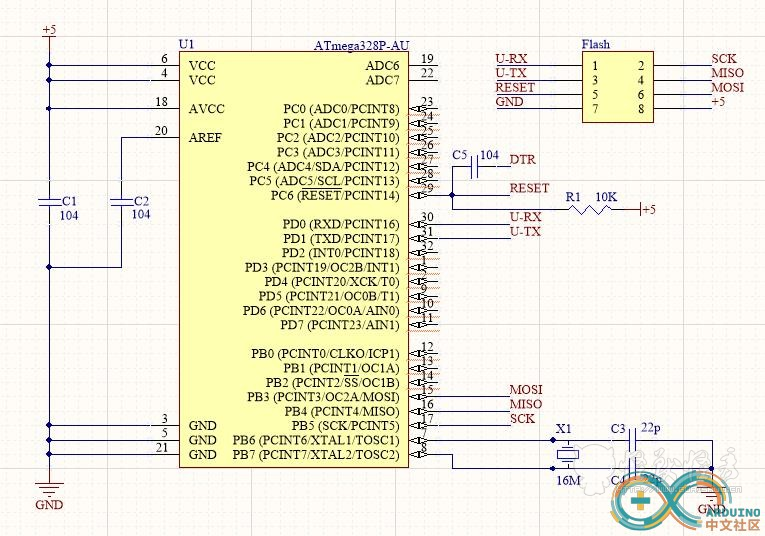 +5
U1
ATmega328P-AU
Flash
6 VCC
4 VCC
18 AVCC
20 AREF
3 GND
5 GND
21 GND
ADC6 19
ADC7 22
PC0 (ADC0/PCINT8) 23
PC1 (ADC1/PCINT9) 24
PC2 (ADC2/PCINT10) 25
PC3 (ADC3/PCINT11) 26
PC4 (ADC4/SDA/PCINT12) 27
PC5 (ADC5/SCL/PCINT13) 28
PC6 (RESET/PCINT14) 29
PD0 (RXD/PCINT16) 30
PD1 (TXD/PCINT17) 31
PD2 (INT0/PCINT18) 32
PD3 (PCINT19/OC2B/INT1) 1
PD4 (PCINT20/XCK/T0)
PD5 (PCINT21/OC0B/T1) 9
PD6 (PCINT22/OC0A/AIN0) 10
PD7 (PCINT23/AIN1) 11
PB0 (PCINT0/CLKO/ICP1) 12
PB1 (PCINT1/OC1A) 13
PB2 (PCINT2/SS/OC1B) 14
PB3 (PCINT3/OC2A/MOSI) 15
PB4 (PCINT4/MISO) 16
PB5 (SCK/PCINT5) 17
PB6 (PCINT6/XTAL1/TOSC1) 7
PB7 (PCINT7/XTAL2/TOSC2) 8
C1
104
C2
104
GND
U-RX 1 2 SCK
U-TX 3 4 MISO
RESET 5 6 MOSI
GND 7 8 +5
C5 104 DTR
RESET
R1 10K +5
U-RX
U-TX
MOSI
MISO
SCK
X1
16M
C3 22p
GND
ARDUINO
中文社区